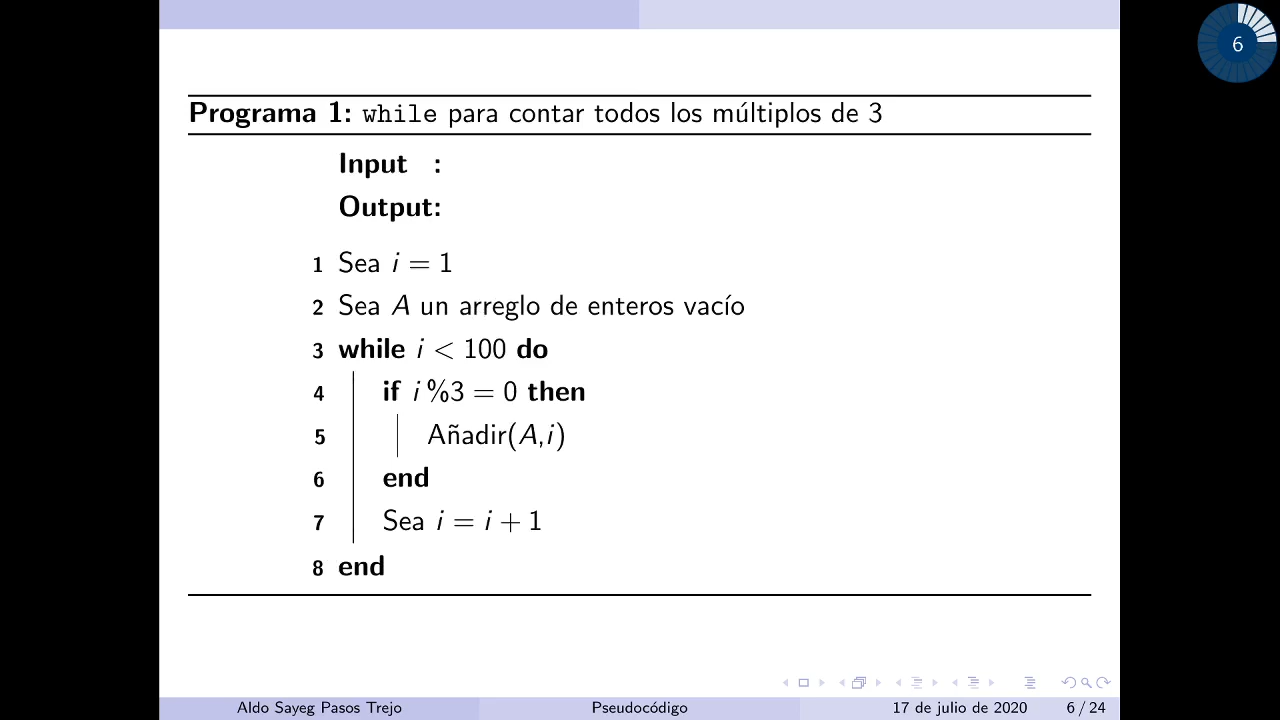 6
Programa 1: while para contar todos los múltiplos de 3
Input :
Output:
1 Sea i = 1
2 Sea A un arreglo de enteros vacío
3 while i < 100 do
4 if i %3 = 0 then
5 Añadir(A,i)
6 end
7 Sea i = i + 1
8 end
Aldo Sayeg Pasos Trejo Pseudocódigo 17 de julio de 2020 6 / 24